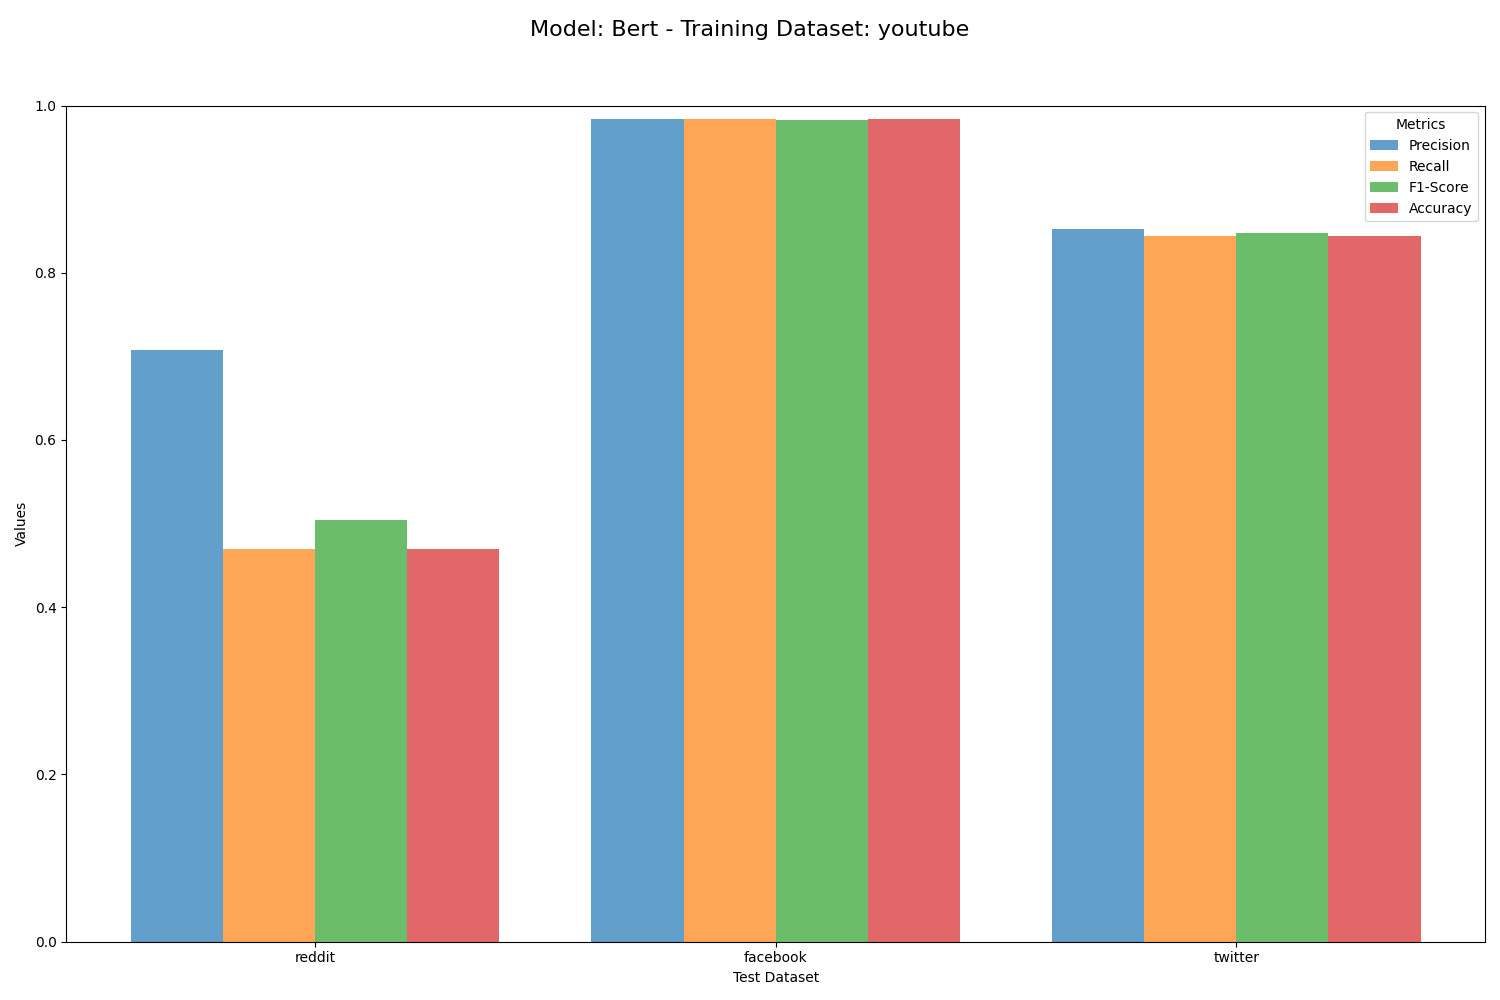 Model: Bert - Training Dataset: youtube
Metrics
Precision
Recall
F1-Score
Accuracy
1.0
0.8
0.6
0.4
0.2
0.0
Values
reddit
facebook
twitter
Test Dataset